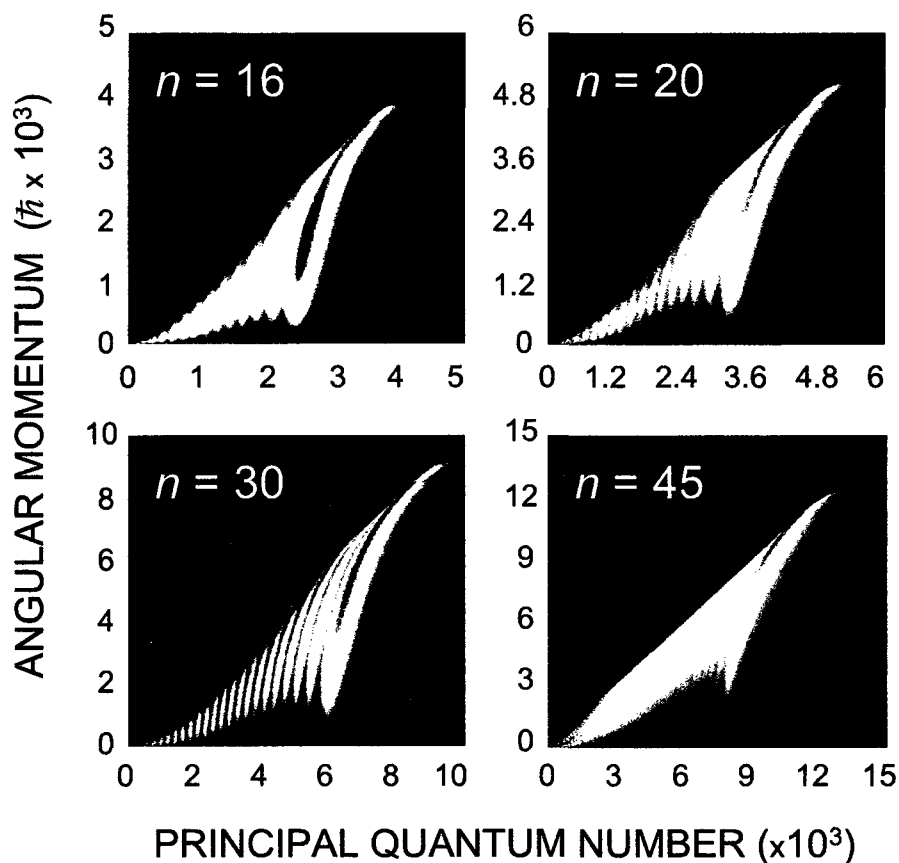 ANGULAR MOMENTUM (ħ x 10³)
5
4
3
2
1
0
n = 16
0 1 2 3 4 5
6
4.8
3.6
2.4
1.2
0
n = 20
0 1.2 2.4 3.6 4.8 6
10
8
6
4
2
0
n = 30
0 2 4 6 8 10
15
12
9
6
3
0
n = 45
0 3 6 9 12 15
PRINCIPAL QUANTUM NUMBER (x10³)